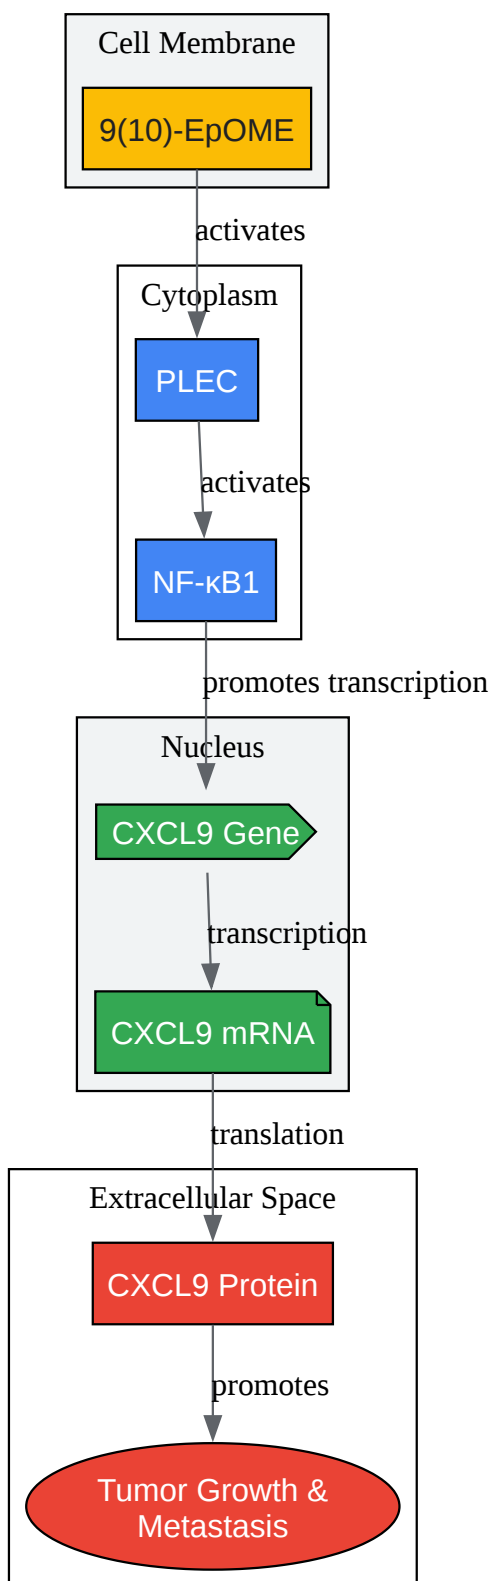 Cell Membrane
9(10)-EpOME
activates
Cytoplasm
PLEC
activates
NF-κB1
promotes transcription
Nucleus
CXCL9 Gene
transcription
CXCL9 mRNA
translation
Extracellular Space
CXCL9 Protein
promotes
Tumor Growth &
Metastasis